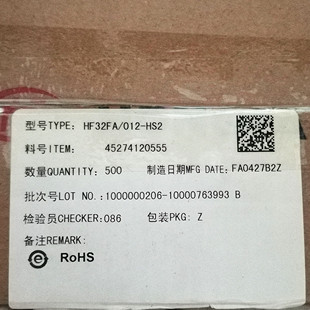 型号TYPE: HF32FA/012-HS2
料号ITEM: 45274120555
数量QUANTITY: 500 制造日期MFG DATE: FA0427B2Z
批次号LOT NO.:1000000206-10000763993 B
检验员CHECKER:086 包装PKG: Z
备注REMARK:
e RoHS